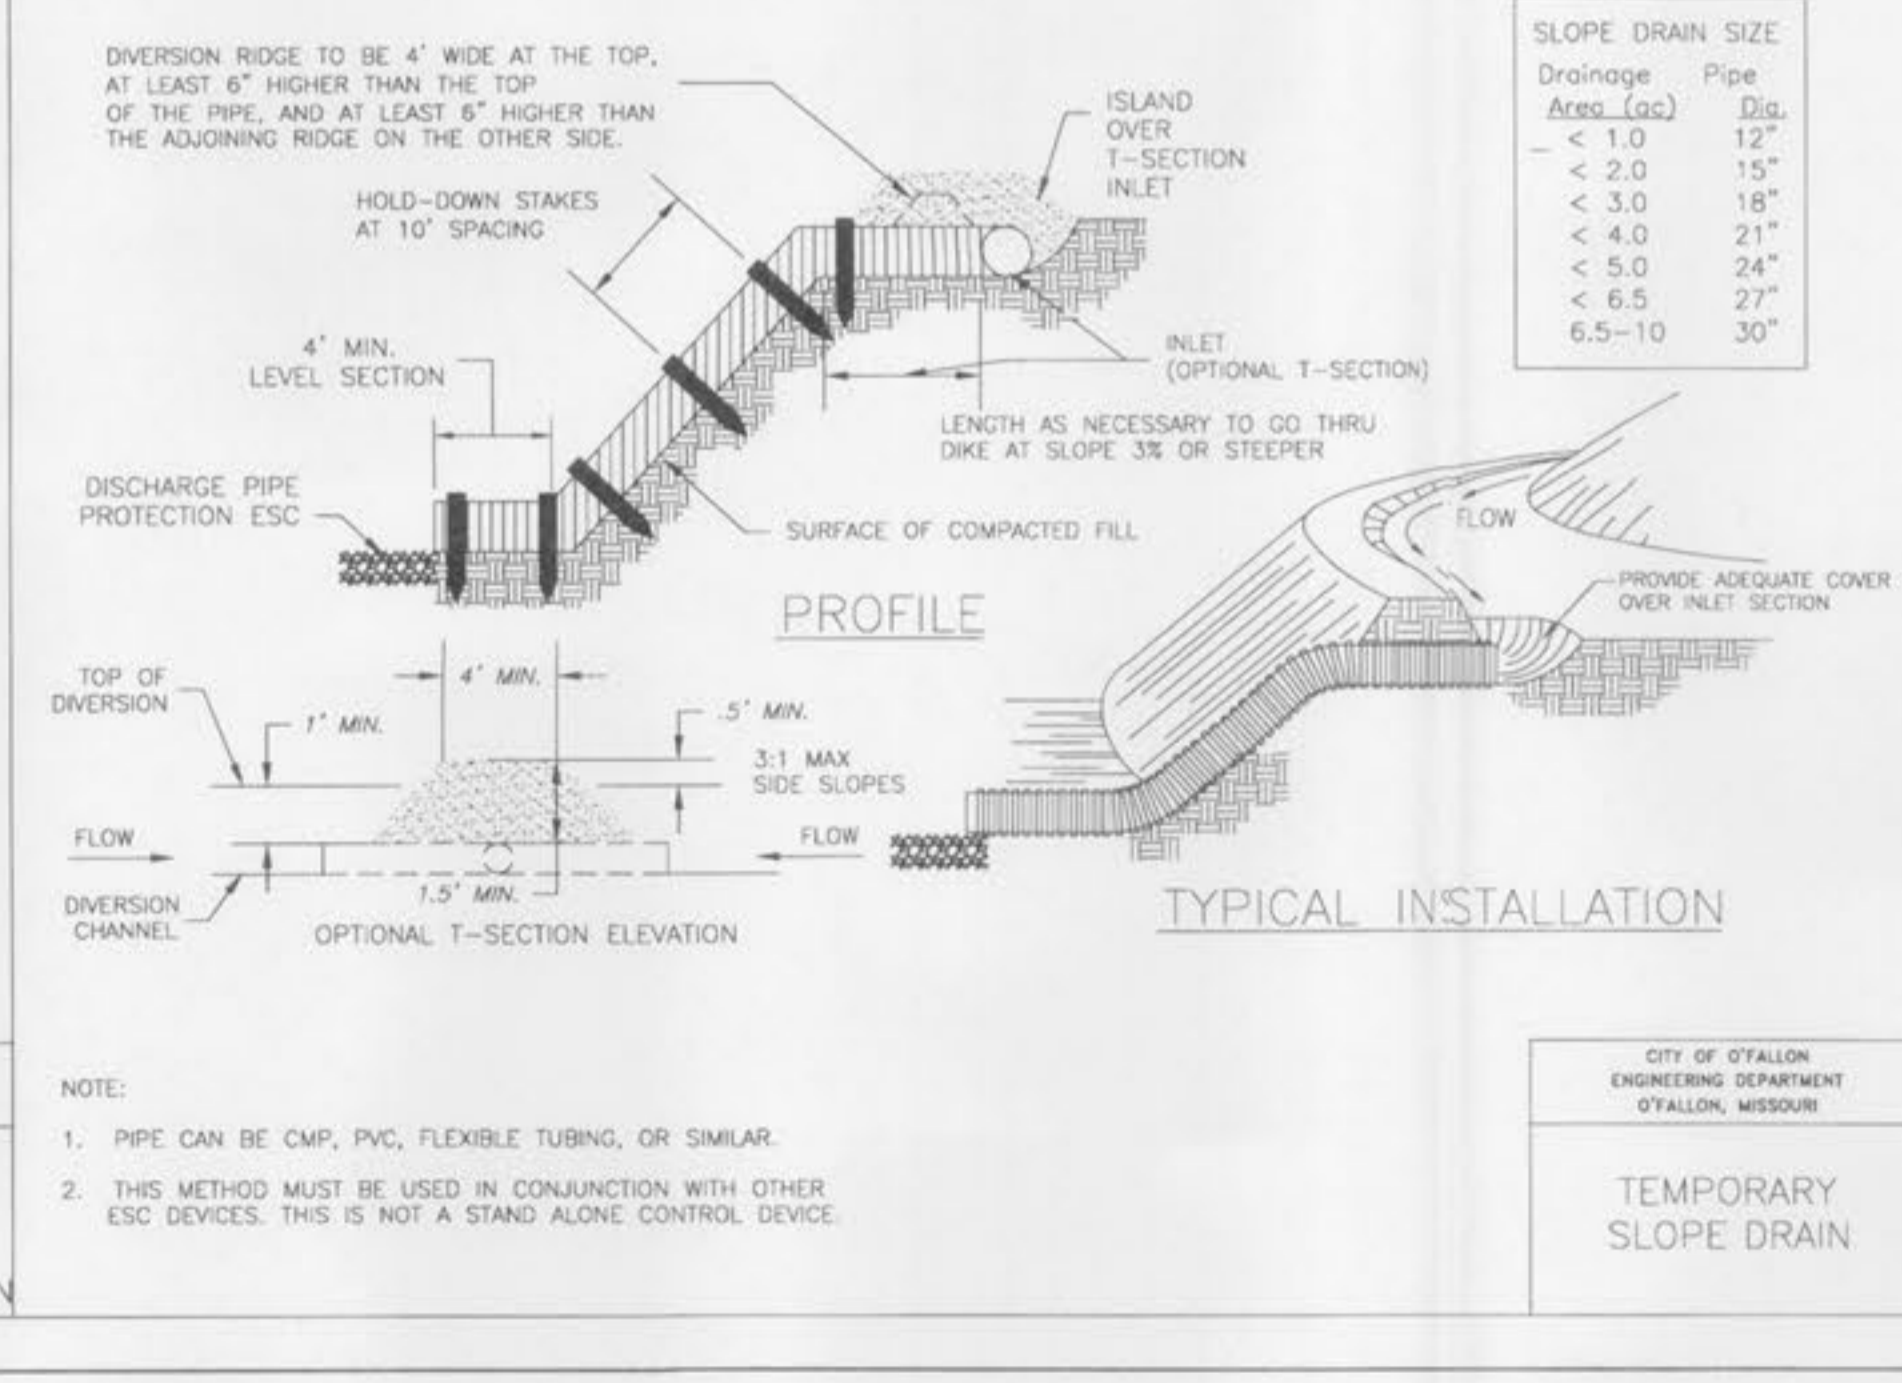 DIVERSION RIDGE TO BE 4' WIDE AT THE TOP,
AT LEAST 6" HIGHER THAN THE TOP
OF THE PIPE, AND AT LEAST 6" HIGHER THAN
THE ADJOINING RIDGE ON THE OTHER SIDE.
HOLD-DOWN STAKES
AT 10' SPACING
ISLAND
OVER
T-SECTION
INLET
SLOPE DRAIN SIZE
Drainage Pipe
Area (ac) Dia.
< 1.0 12"
< 2.0 15"
< 3.0 18"
< 4.0 21"
< 5.0 24"
< 6.5 27"
6.5-10 30"
4' MIN.
LEVEL SECTION
INLET
(OPTIONAL T-SECTION)
LENGTH AS NECESSARY TO GO THRU
DIKE AT SLOPE 3% OR STEEPER
DISCHARGE PIPE
PROTECTION ESC
SURFACE OF COMPACTED FILL
PROFILE
FLOW
PROVIDE ADEQUATE COVER
OVER INLET SECTION
TOP OF
DIVERSION
1' MIN.
4' MIN.
.5' MIN.
3:1 MAX
SIDE SLOPES
FLOW
FLOW
DIVERSION
CHANNEL
1.5' MIN.
OPTIONAL T-SECTION ELEVATION
TYPICAL INSTALLATION
NOTE:
1. PIPE CAN BE CMP, PVC, FLEXIBLE TUBING, OR SIMILAR.
2. THIS METHOD MUST BE USED IN CONJUNCTION WITH OTHER
ESC DEVICES. THIS IS NOT A STAND ALONE CONTROL DEVICE.
CITY OF O'FALLON
ENGINEERING DEPARTMENT
O'FALLON, MISSOURI
TEMPORARY
SLOPE DRAIN